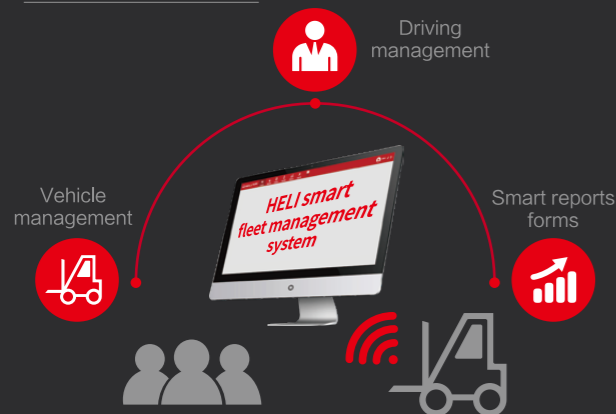 Driving
management
Vehicle
management
HELI smart
fleet management
system
Smart reports
forms